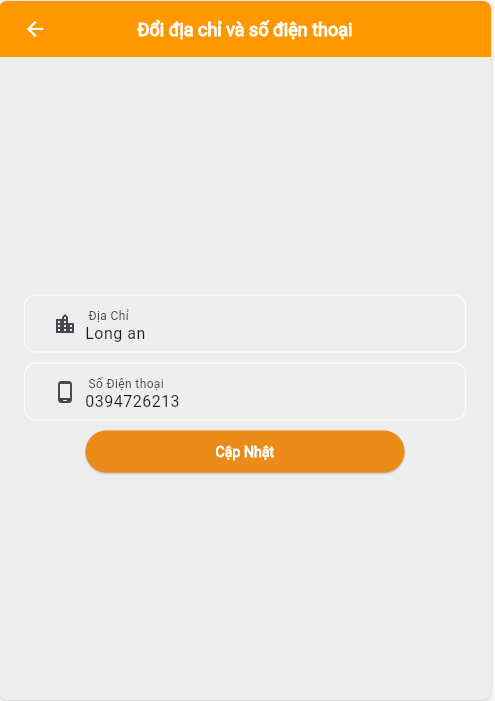 Đổi địa chỉ và số điện thoại
Địa Chỉ
Long an
Số Điện thoại
0394726213
Cập Nhật